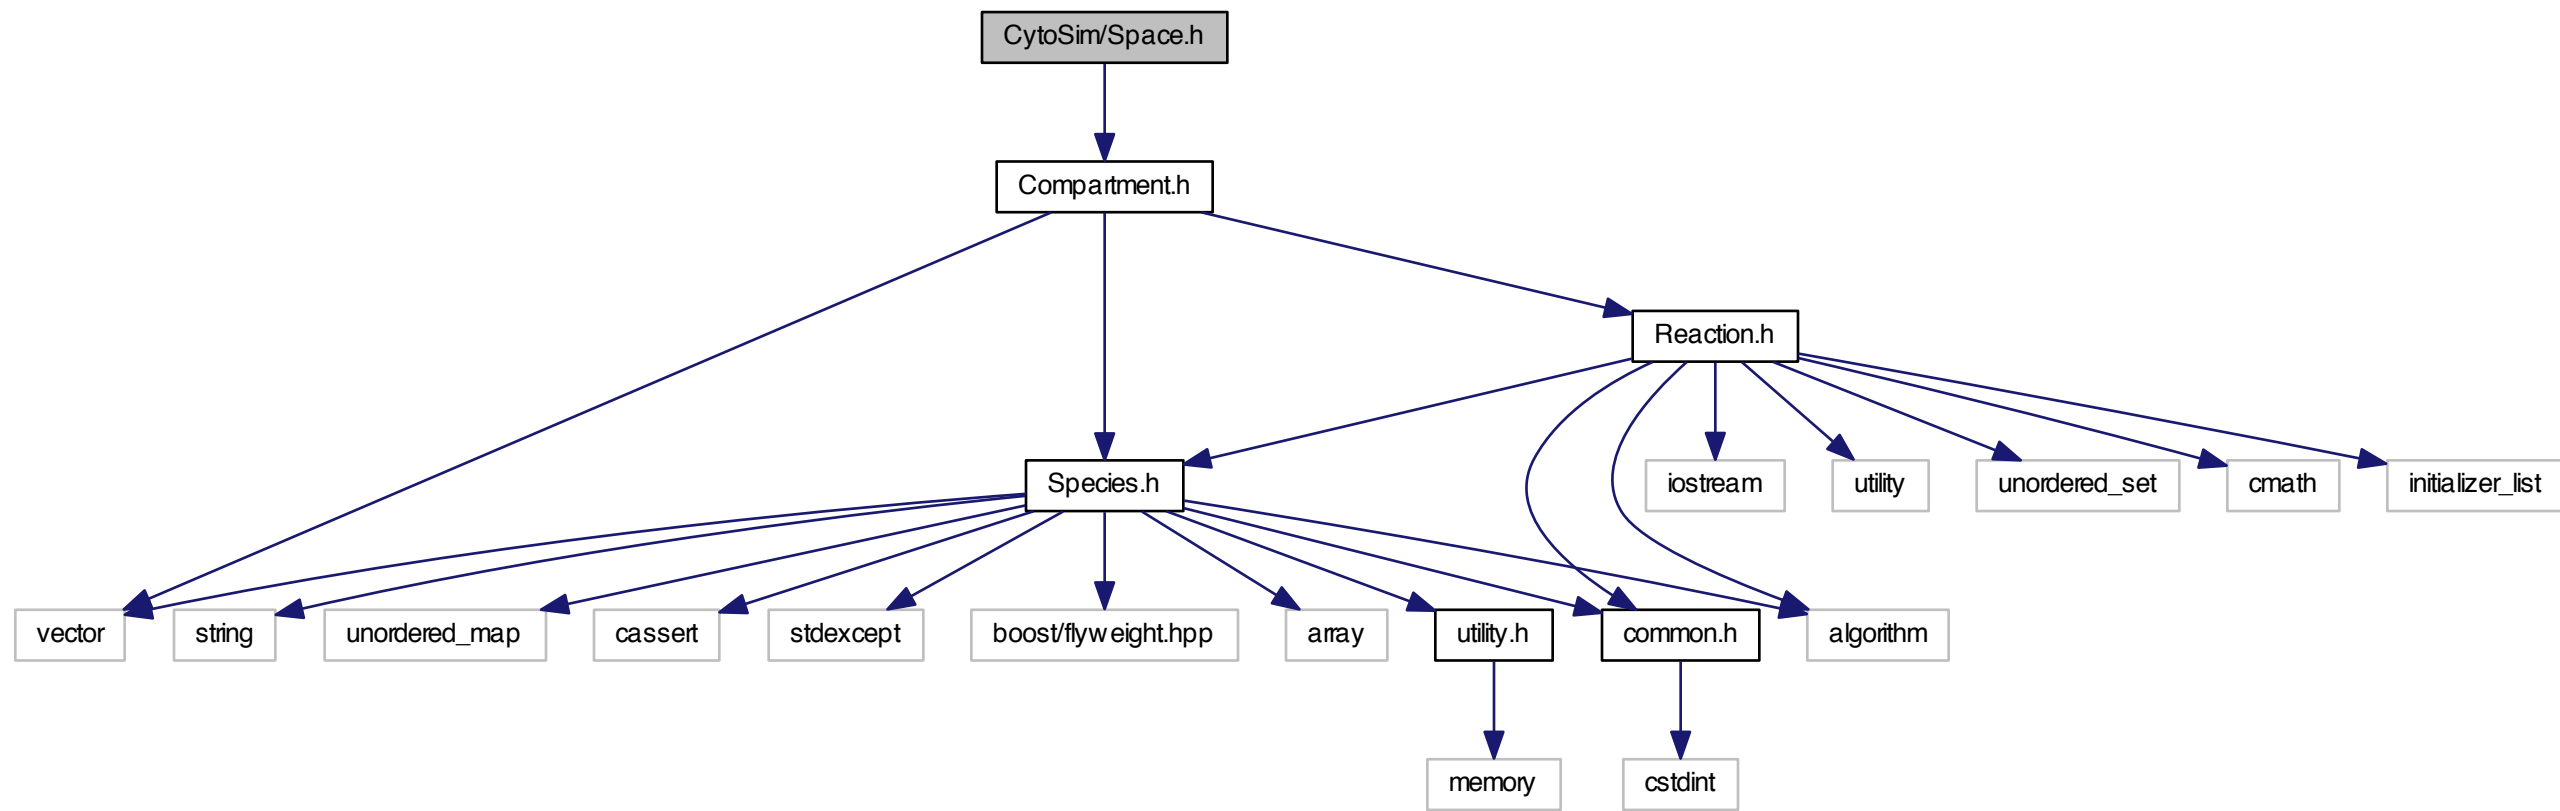 CytoSim/Space.h
Compartment.h
Reaction.h
Species.h
iostream
utility
unordered_set
cmath
initializer_list
vector
string
unordered_map
cassert
stdexcept
boost/flyweight.hpp
array
utility.h
common.h
algorithm
memory
cstdint